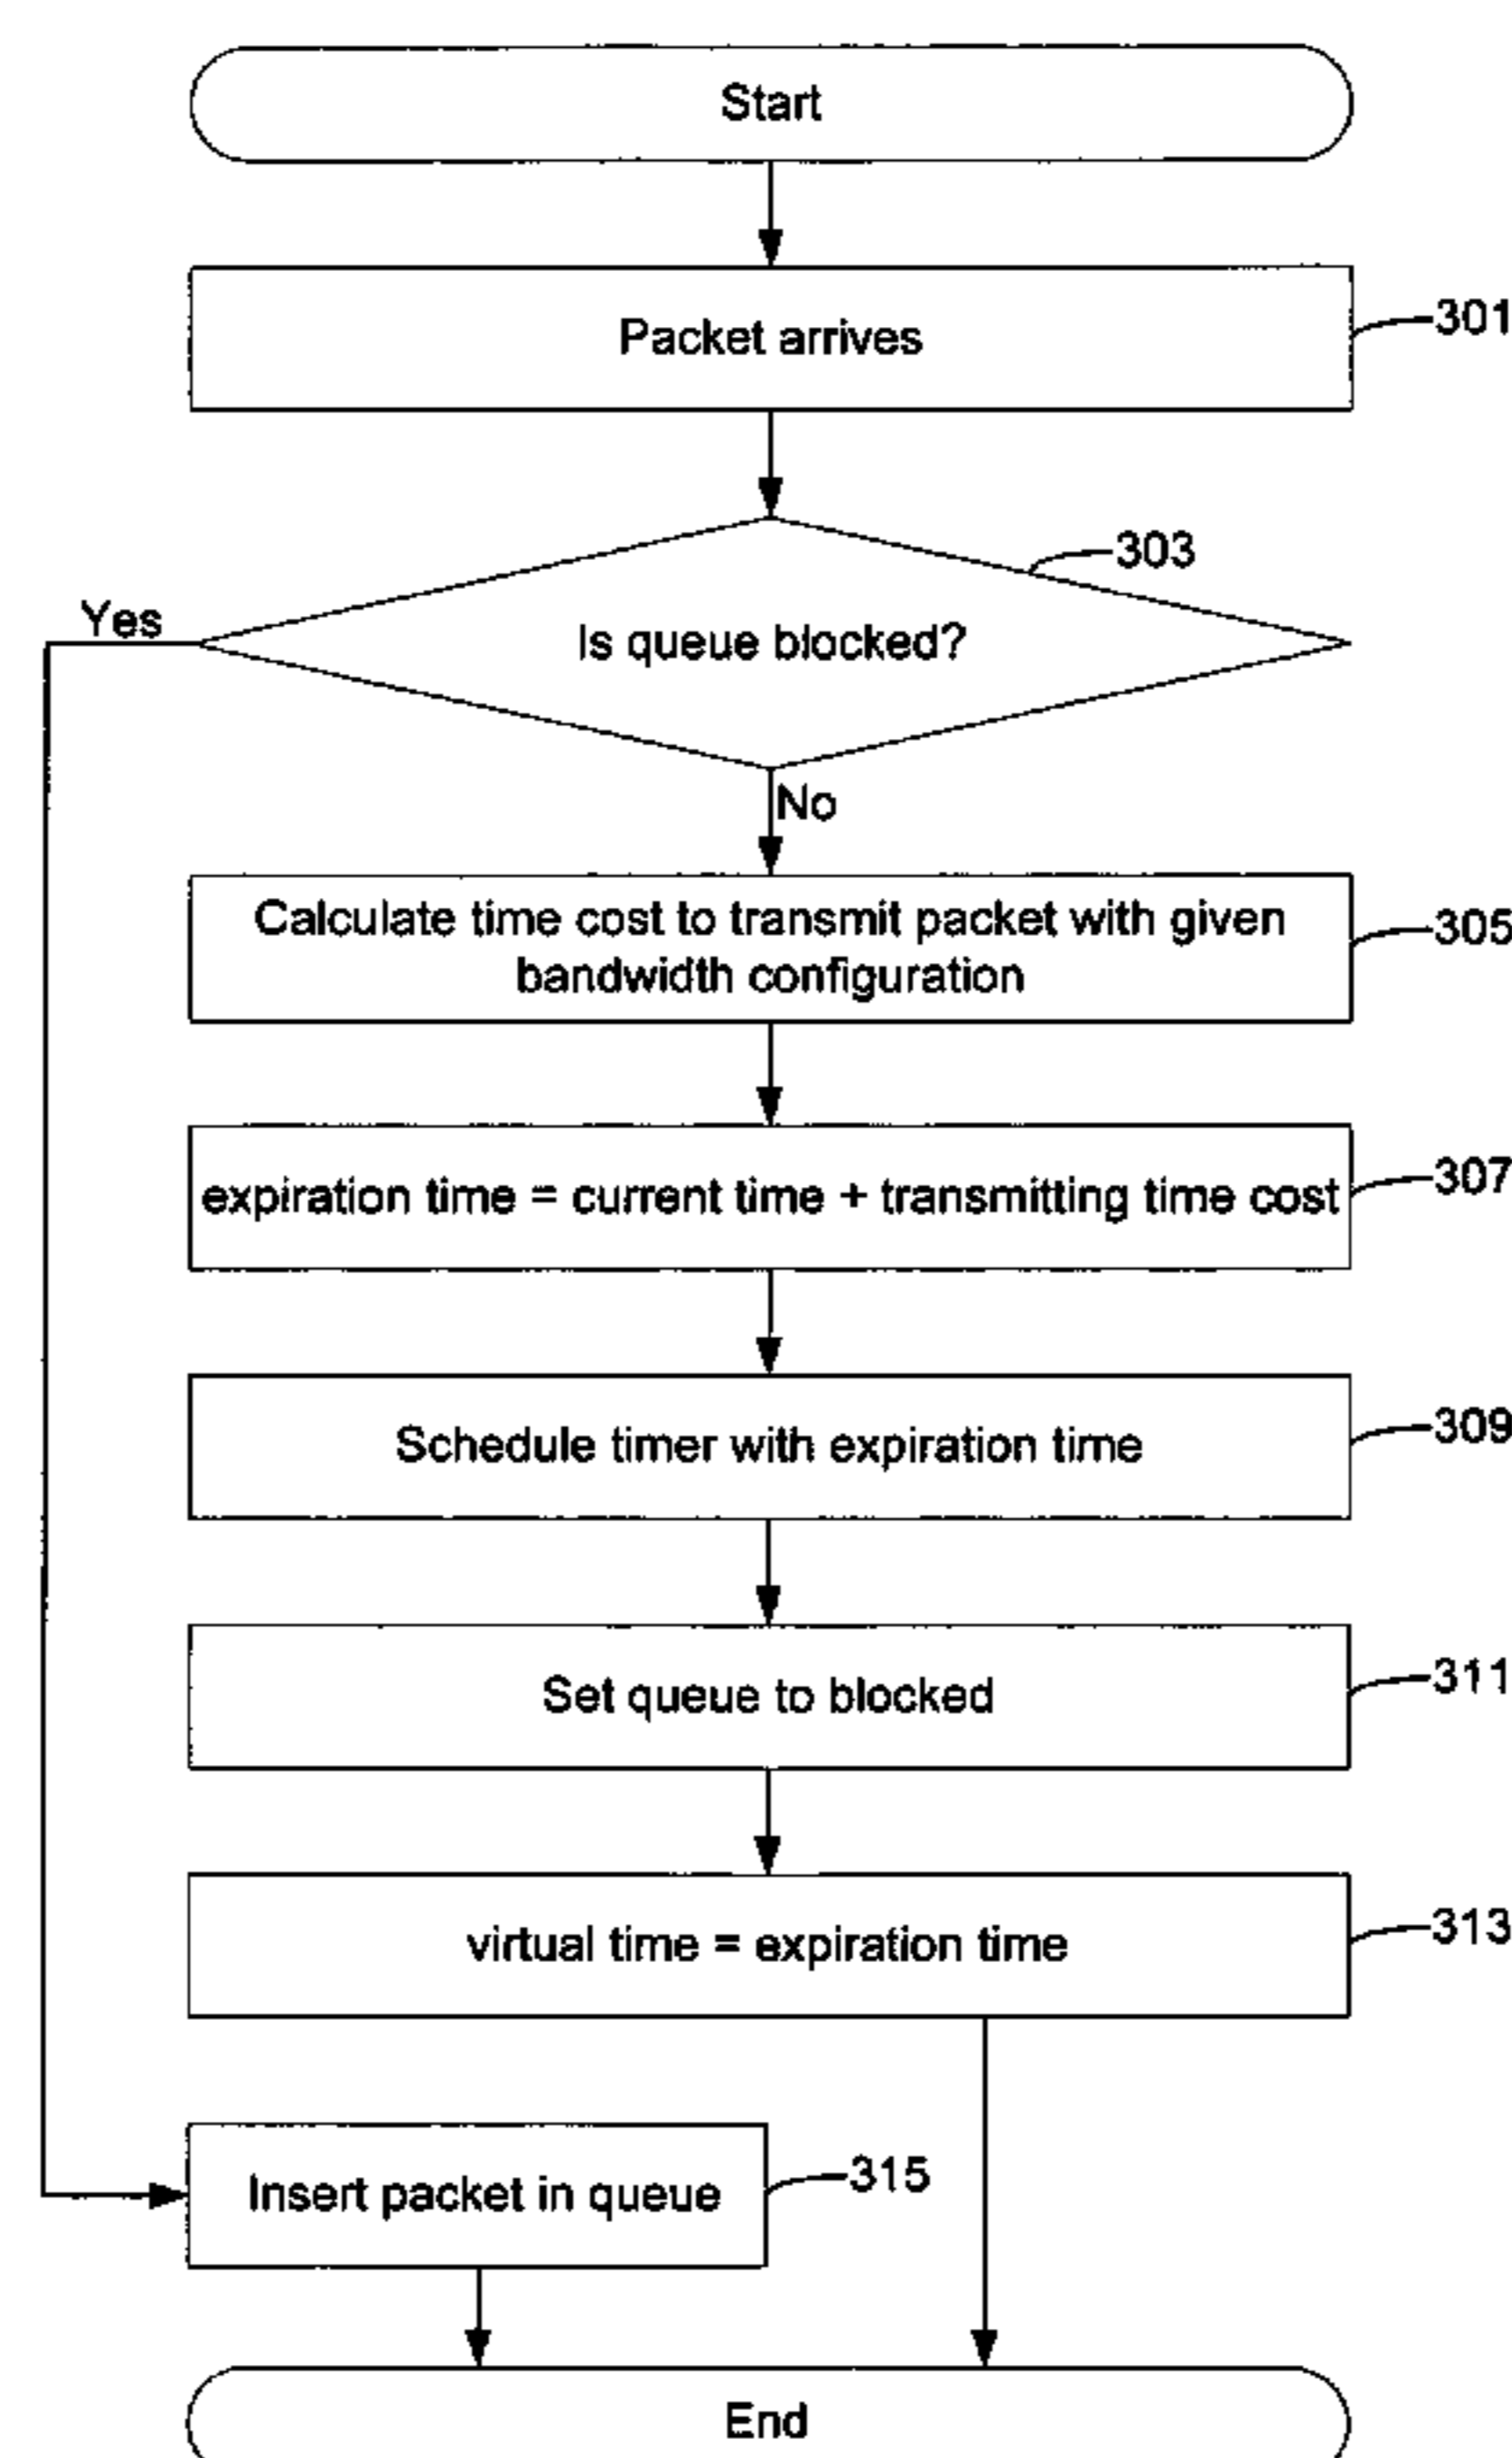 Start
Packet arrives
301
303
Yes
Is queue blocked?
No
Calculate time cost to transmit packet with given
bandwidth configuration
305
expiration time = current time + transmitting time cost
307
Schedule timer with expiration time
309
Set queue to blocked
311
virtual time = expiration time
313
Insert packet in queue
315
End